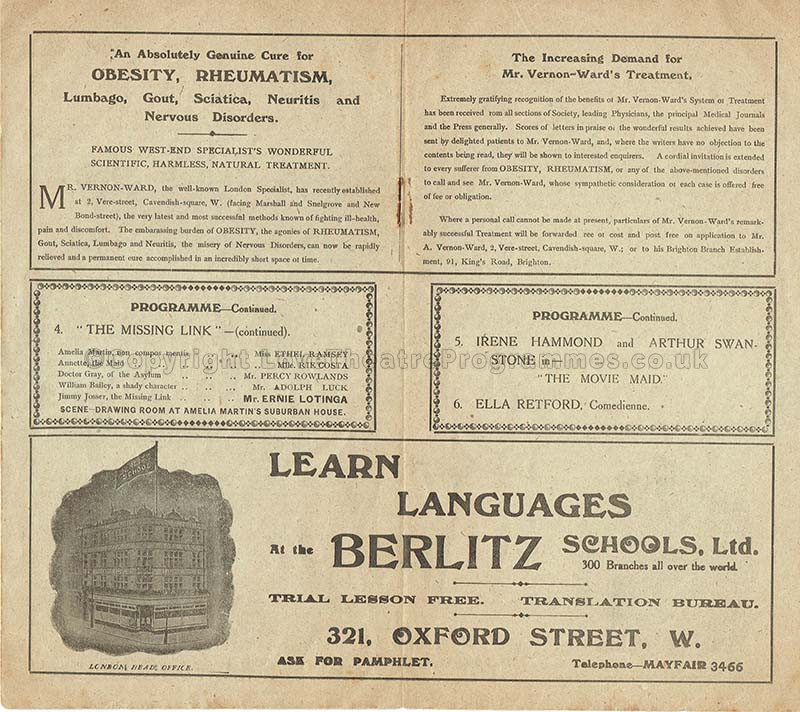 An Absolutely Genuine Cure for
OBESITY, RHEUMATISM,
Lumbago, Gout, Sciatica, Neuritis and
Nervous Disorders.
FAMOUS WEST-END SPECIALIST'S WONDERFUL
SCIENTIFIC, HARMLESS, NATURAL TREATMENT.
MR. VERNON-WARD, the well-known London Specialist, has recently established
at 2, Vere-street, Cavendish-square, W. (facing Marshall and Snelgrove and New
Bond-street), the very latest and most successful methods known of fighting ill-health,
pain and discomfort. The embarassing burden of OBESITY, the agonies of RHEUMATISM,
Gout, Sciatica, Lumbago and Neuritis, the misery of Nervous Disorders, can now be rapidly
relieved and a permanent cure accomplished in an incredibly short space of time.
The Increasing Demand for
Mr. Vernon-Ward's Treatment.
Extremely gratifying recognition of the benefits of Mr. Vernon-Ward's System of Treatment
has been received rom all sections of Society, leading Physicians, the principal Medical Journals
and the Press generally. Scores of letters in praise of the wonderful results achieved have been
sent by delighted patients to Mr. Vernon-Ward, and, where the writers have no objection to the
contents being read, they will be shown to interested enquirers. A cordial invitation is extended
to every sufferer from OBESITY, RHEUMATISM, or any of the above-mentioned disorders
to call and see Mr. Vernon-Ward, whose sympathetic consideration of each case is offered free
of fee or obligation.
Where a personal call cannot be made at present, particulars of Mr. Vernon-Ward's remark-
ably successful Treatment will be forwarded ree of cost and post free on application to Mr.
A. Vernon-Ward, 2, Vere-street, Cavendish-square, W.; or to his Brighton Branch Establish-
ment, 91, King's Road, Brighton.
PROGRAMME—Continued.
4. "THE MISSING LINK"—(continued).
Amelia Martin, non compos mentis .. .. Miss ETHEL RAMSEY
Annette, the Maid .. .. .. .. Mlle. RIK COSTA
Doctor Gray, of the Asylum .. .. .. Mr. PERCY ROWLANDS
William Bailey, a shady character .. .. Mr. ADOLPH LUCK
Jimmy Josser, the Missing Link .. .. .. Mr. ERNIE LOTINGA
SCENE—DRAWING ROOM AT AMELIA MARTIN'S SUBURBAN HOUSE.
PROGRAMME—Continued.
5. IRENE HAMMOND and ARTHUR SWAN-
STONE in—
"THE MOVIE MAID."
6. ELLA RETFORD, Comedienne.
Copyright LoveTheatreProgrammes.co.uk
SCHOOL
LEARN
LANGUAGES
At the BERLITZ SCHOOLS, Ltd.
300 Branches all over the world.
TRIAL LESSON FREE. TRANSLATION BUREAU.
321, OXFORD STREET, W.
ASK FOR PAMPHLET. Telephone—MAYFAIR 3466
LONDON HEAD OFFICE.